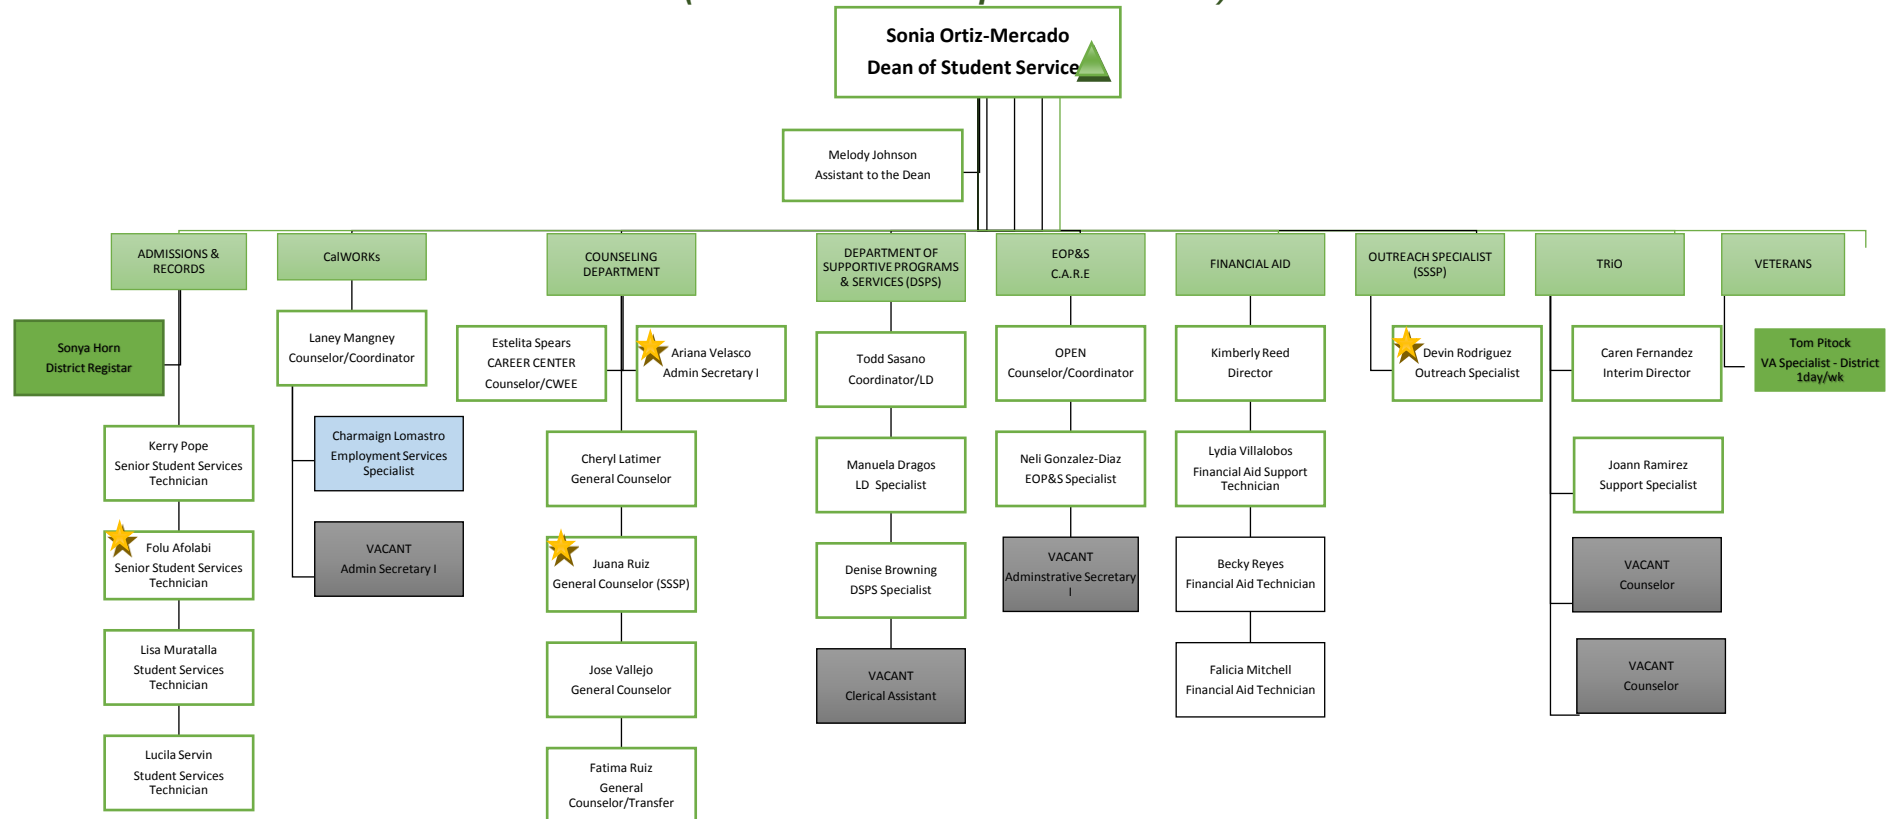 Sonia Ortiz-Mercado
Dean of Student Service
Melody Johnson
Assistant to the Dean
ADMISSIONS &
RECORDS
CalWORKs
COUNSELING
DEPARTMENT
DEPARTMENT OF
SUPPORTIVE PROGRAMS
& SERVICES (DSPS)
EOP&S
C.A.R.E
FINANCIAL AID
OUTREACH SPECIALIST
(SSSP)
TRiO
VETERANS
Sonya Horn
District Registar
Kerry Pope
Senior Student Services
Technician
Folu Afolabi
Senior Student Services
Technician
Lisa Muratalla
Student Services
Technician
Lucila Servin
Student Services
Technician
Laney Mangney
Counselor/Coordinator
Charmaign Lomastro
Employment Services
Specialist
VACANT
Admin Secretary I
Estelita Spears
CAREER CENTER
Counselor/CWEE
Ariana Velasco
Admin Secretary I
Cheryl Latimer
General Counselor
Juana Ruiz
General Counselor (SSSP)
Jose Vallejo
General Counselor
Fatima Ruiz
General
Counselor/Transfer
Todd Sasano
Coordinator/LD
Manuela Dragos
LD Specialist
Denise Browning
DSPS Specialist
VACANT
Clerical Assistant
OPEN
Counselor/Coordinator
Neli Gonzalez-Diaz
EOP&S Specialist
VACANT
Adminstrative Secretary
I
Kimberly Reed
Director
Lydia Villalobos
Financial Aid Support
Technician
Becky Reyes
Financial Aid Technician
Falicia Mitchell
Financial Aid Technician
Devin Rodriguez
Outreach Specialist
Caren Fernandez
Interim Director
Joann Ramirez
Support Specialist
VACANT
Counselor
VACANT
Counselor
Tom Pitock
VA Specialist - District
1day/wk